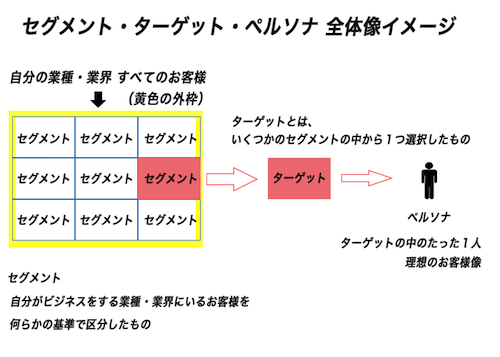 セグメント・ターゲット・ペルソナ 全体像イメージ
自分の業種・業界 すべてのお客様
（黄色の外枠）
セグメント セグメント セグメント
セグメント セグメント セグメント
セグメント セグメント セグメント
ターゲットとは、
いくつかのセグメントの中から１つ選択したもの
ターゲット
ペルソナ
ターゲットの中のたった１人
理想のお客様像
セグメント
自分がビジネスをする業種・業界にいるお客様を
何らかの基準で区分したもの